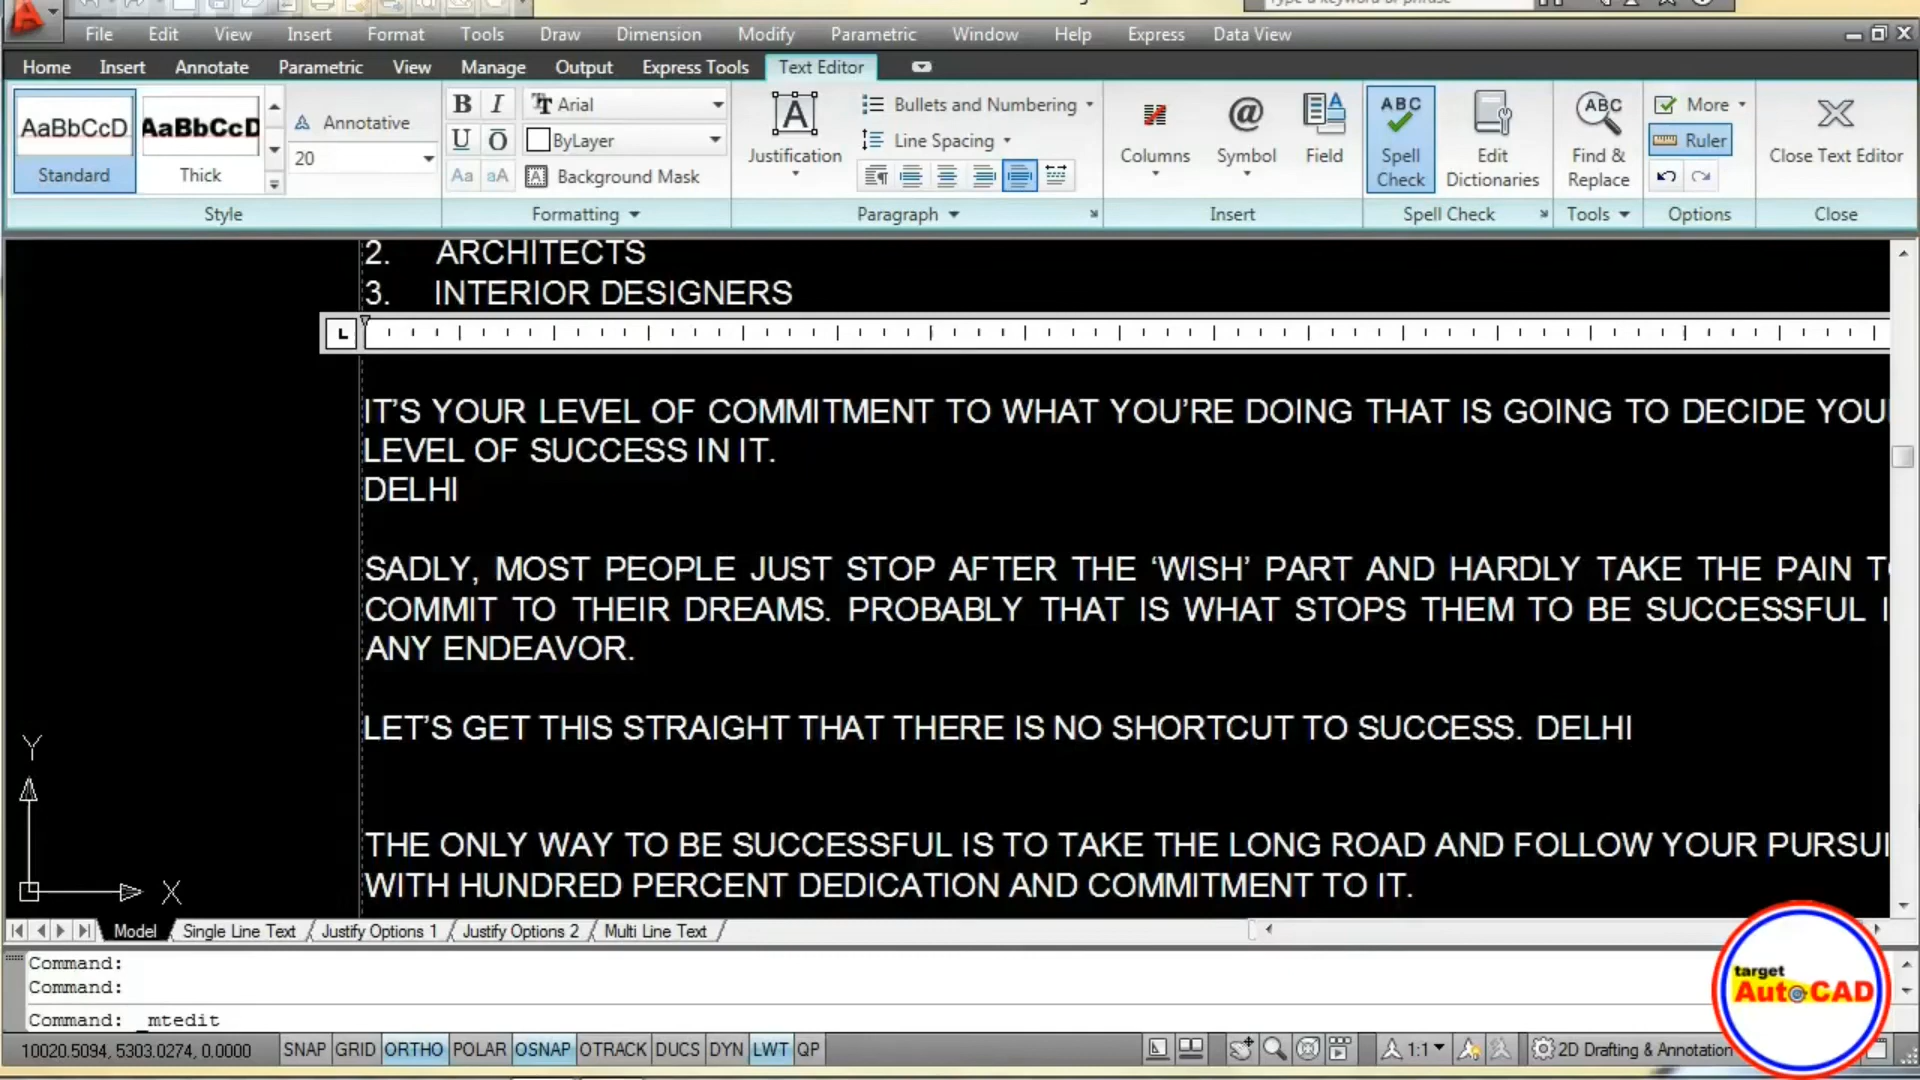 File Edit View Insert Format Tools Draw Dimension Modify Parametric Window Help Express Data View
Home Insert Annotate Parametric View Manage Output Express Tools Text Editor
AaBbCcD AaBbCcD Annotative B I Arial Bullets and Numbering ABC ABC More
20 U O ByLayer Line Spacing Ruler
Standard Thick Aa aA Background Mask Justification Columns Symbol Field Spell Check Edit Dictionaries Find & Replace Close Text Editor
Style Formatting Paragraph Insert Spell Check Tools Options Close
2. ARCHITECTS
3. INTERIOR DESIGNERS
IT'S YOUR LEVEL OF COMMITMENT TO WHAT YOU'RE DOING THAT IS GOING TO DECIDE YOU
LEVEL OF SUCCESS IN IT.
DELHI
SADLY, MOST PEOPLE JUST STOP AFTER THE ‘WISH’ PART AND HARDLY TAKE THE PAIN TO
COMMIT TO THEIR DREAMS. PROBABLY THAT IS WHAT STOPS THEM TO BE SUCCESSFUL I
ANY ENDEAVOR.
LET'S GET THIS STRAIGHT THAT THERE IS NO SHORTCUT TO SUCCESS. DELHI
THE ONLY WAY TO BE SUCCESSFUL IS TO TAKE THE LONG ROAD AND FOLLOW YOUR PURSUI
WITH HUNDRED PERCENT DEDICATION AND COMMITMENT TO IT.
Y
X
Model Single Line Text Justify Options 1 Justify Options 2 Multi Line Text
Command:
Command:
Command: _mtedit
target
AutoCAD
10020.5094, 5303.0274, 0.0000 SNAP GRID ORTHO POLAR OSNAP OTRACK DUCS DYN LWT QP 1:1 2D Drafting & Annotation